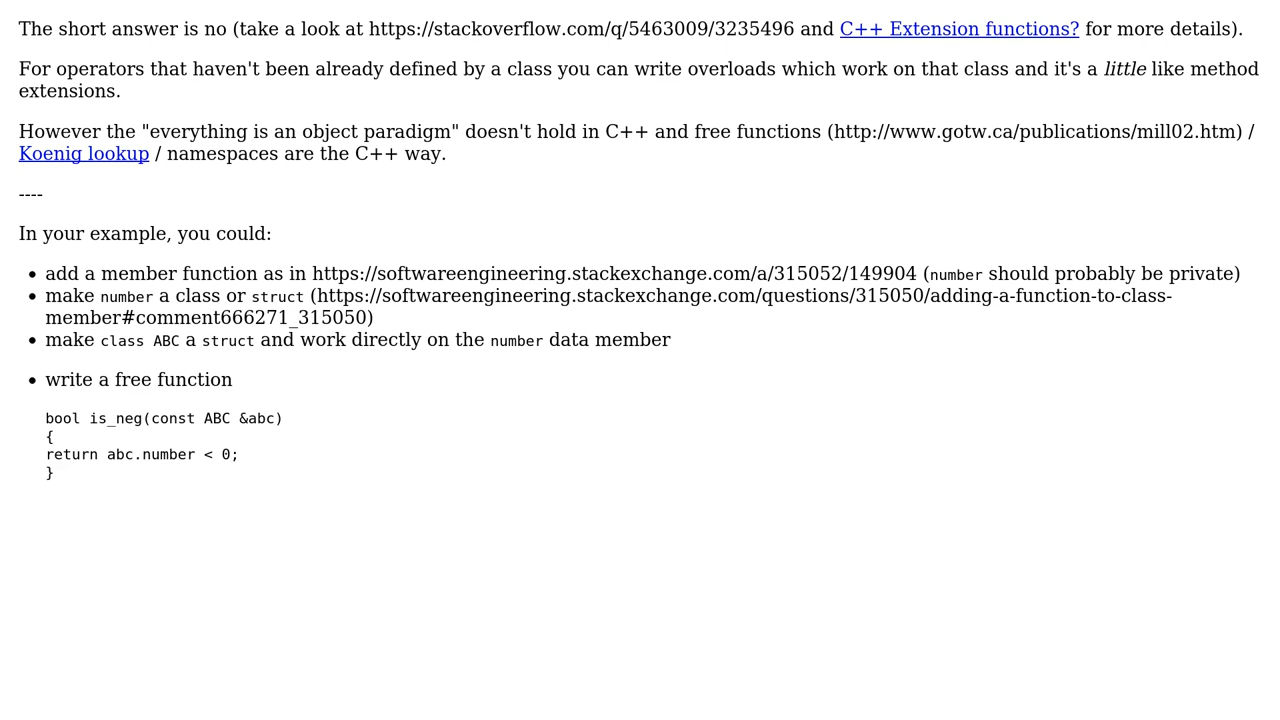 The short answer is no (take a look at https://stackoverflow.com/q/5463009/3235496 and C++ Extension functions? for more details).
For operators that haven't been already defined by a class you can write overloads which work on that class and it's a little like method
extensions.
However the "everything is an object paradigm" doesn't hold in C++ and free functions (http://www.gotw.ca/publications/mill02.htm) /
Koenig lookup / namespaces are the C++ way.
----
In your example, you could:
• add a member function as in https://softwareengineering.stackexchange.com/a/315052/149904 (number should probably be private)
• make number a class or struct (https://softwareengineering.stackexchange.com/questions/315050/adding-a-function-to-class-
member#comment666271_315050)
• make class ABC a struct and work directly on the number data member
• write a free function
bool is_neg(const ABC &abc)
{
return abc.number < 0;
}